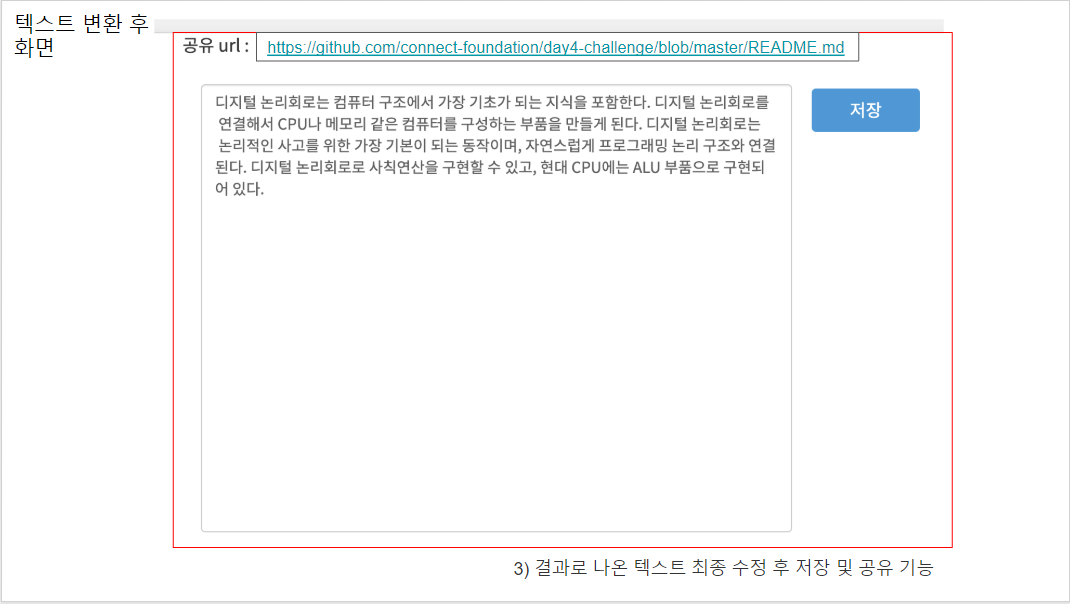 텍스트 변환 후
화면
공유 url : https://github.com/connect-foundation/day4-challenge/blob/master/README.md
디지털 논리회로는 컴퓨터 구조에서 가장 기초가 되는 지식을 포함한다. 디지털 논리회로를
연결해서 CPU나 메모리 같은 컴퓨터를 구성하는 부품을 만들게 된다. 디지털 논리회로는
논리적인 사고를 위한 가장 기본이 되는 동작이며, 자연스럽게 프로그래밍 논리 구조와 연결
된다. 디지털 논리회로로 사칙연산을 구현할 수 있고, 현대 CPU에는 ALU 부품으로 구현되
어 있다.
저장
3) 결과로 나온 텍스트 최종 수정 후 저장 및 공유 기능